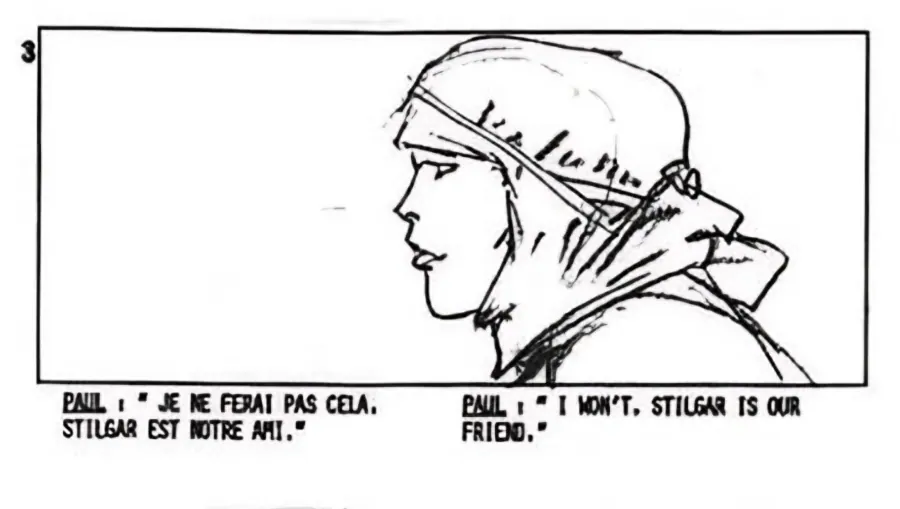 3
PAUL : " JE NE FERAI PAS CELA.
STILGAR EST NOTRE AMI."
PAUL : " I WON'T. STILGAR IS OUR
FRIEND."